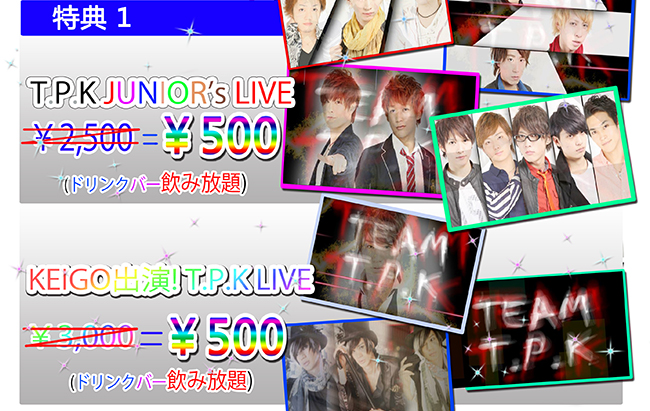 特典 1
T.P.K JUNIOR's LIVE
￥2,500 = ￥500
(ドリンクバー飲み放題)
TEAM
T.P.K
KEiGO出演! T.P.K LIVE
￥3,000 = ￥500
(ドリンクバー飲み放題)
TEAM
T.P.K